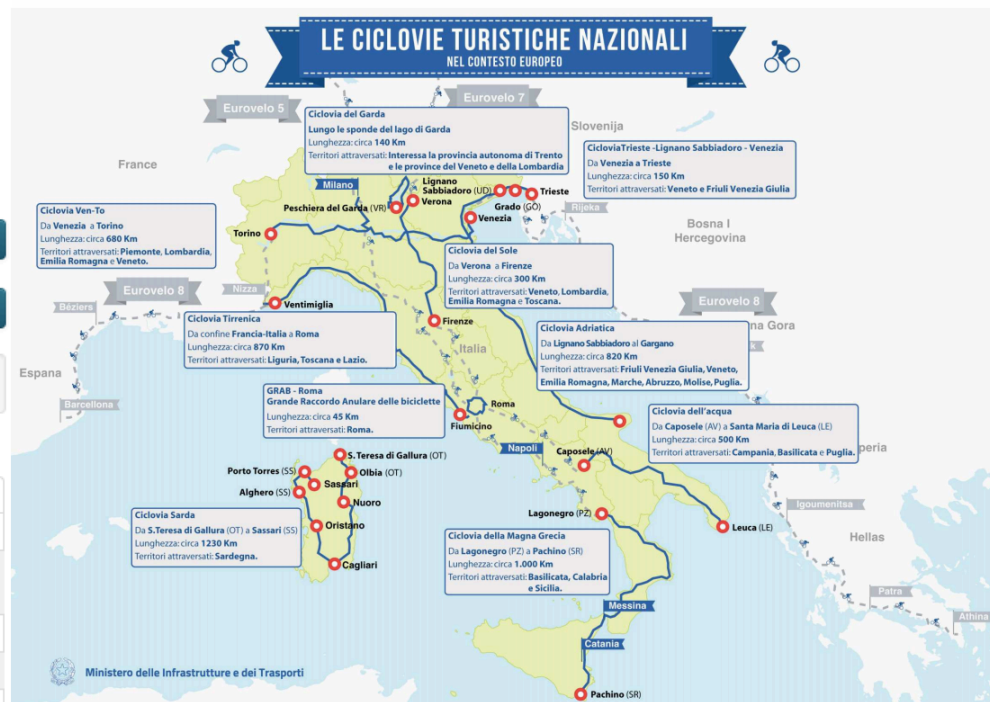 LE CICLOVIE TURISTICHE NAZIONALI
NEL CONTESTO EUROPEO
Eurovelo 5
Eurovelo 7
Ciclovia del Garda
Lungo le sponde del lago di Garda
Lunghezza: circa 140 Km
Territori attraversati: Interessa la provincia autonoma di Trento
e le province del Veneto e della Lombardia
Slovenija
CicloviaTrieste -Lignano Sabbiadoro - Venezia
Da Venezia a Trieste
Lunghezza: circa 150 Km
Territori attraversati: Veneto e Friuli Venezia Giulia
France
Milano
Lignano
Sabbiadoro (UD)
Trieste
Peschiera del Garda (VR)
Verona
Grado (GO)
Rijeka
Venezia
Bosna I
Hercegovina
Ciclovia Ven-To
Da Venezia a Torino
Lunghezza: circa 680 Km
Territori attraversati: Piemonte, Lombardia,
Emilia Romagna e Veneto.
Torino
Ciclovia del Sole
Da Verona a Firenze
Lunghezza: circa 300 Km
Territori attraversati: Veneto, Lombardia,
Emilia Romagna e Toscana.
Eurovelo 8
Nizza
Eurovelo 8
Béziers
Ventimiglia
Ciclovia Tirrenica
Da confine Francia-Italia a Roma
Lunghezza: circa 870 Km
Territori attraversati: Liguria, Toscana e Lazio.
Firenze
Italia
Ciclovia Adriatica
Da Lignano Sabbiadoro al Gargano
Lunghezza: circa 820 Km
Territori attraversati: Friuli Venezia Giulia, Veneto,
Emilia Romagna, Marche, Abruzzo, Molise, Puglia.
na Gora
k
Espana
Barcellona
GRAB - Roma
Grande Raccordo Anulare delle biciclette
Lunghezza: circa 45 Km
Territori attraversati: Roma.
Roma
Fiumicino
Ciclovia dell'acqua
Da Caposele (AV) a Santa Maria di Leuca (LE)
Lunghezza: circa 500 Km
Territori attraversati: Campania, Basilicata e Puglia.
peria
Napoli
Caposele (AV)
S.Teresa di Gallura (OT)
Porto Torres (SS)
Olbia (OT)
Sassari
Alghero (SS)
Nuoro
Igoumenitsa
Lagonegro (PZ)
Leuca (LE)
Hellas
Ciclovia Sarda
Da S.Teresa di Gallura (OT) a Sassari (SS)
Lunghezza: circa 1230 Km
Territori attraversati: Sardegna.
Oristano
Cagliari
Ciclovia della Magna Grecia
Da Lagonegro (PZ) a Pachino (SR)
Lunghezza: circa 1.000 Km
Territori attraversati: Basilicata, Calabria
e Sicilia.
Patra
Messina
Athina
Catania
Ministero delle Infrastrutture e dei Trasporti
Pachino (SR)